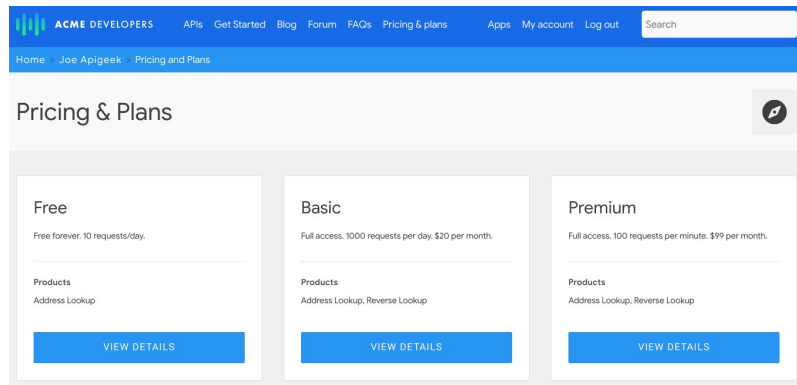 ACME DEVELOPERS APIs Get Started Blog Forum FAQs Pricing & plans Apps My account Log out Search
Home > Joe Apigeek > Pricing and Plans
Pricing & Plans
Free
Free forever. 10 requests/day.
Products
Address Lookup
VIEW DETAILS
Basic
Full access. 1000 requests per day. $20 per month.
Products
Address Lookup, Reverse Lookup
VIEW DETAILS
Premium
Full access. 100 requests per minute. $99 per month.
Products
Address Lookup, Reverse Lookup
VIEW DETAILS